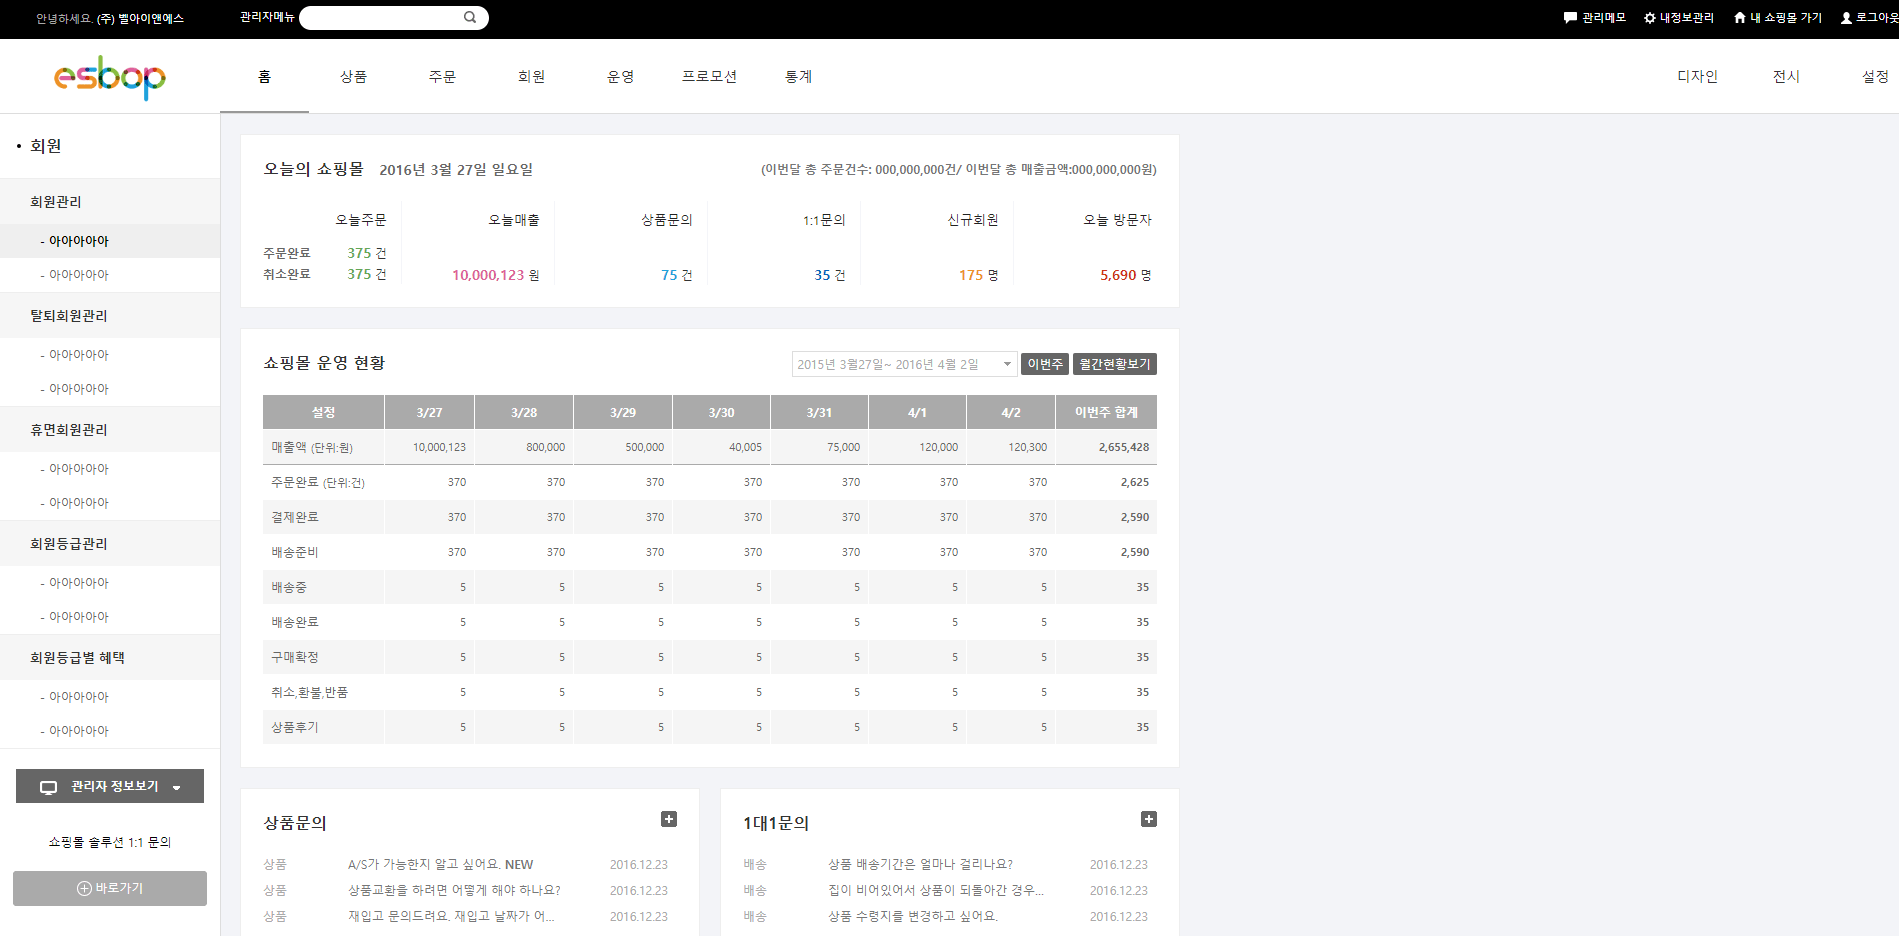 안녕하세요. (주) 벨아이앤에스
관리자메뉴
관리메모 내정보관리 내 쇼핑몰 가기 로그아웃
esbop
홈 상품 주문 회원 운영 프로모션 통계 디자인 전시 설정
• 회원
회원관리
- 아아아아아
- 아아아아아
탈퇴회원관리
- 아아아아아
- 아아아아아
휴면회원관리
- 아아아아아
- 아아아아아
회원등급관리
- 아아아아아
- 아아아아아
회원등급별 혜택
- 아아아아아
- 아아아아아
관리자 정보보기
쇼핑몰 솔루션 1:1 문의
바로가기
오늘의 쇼핑몰 2016년 3월 27일 일요일 (이번달 총 주문건수: 000,000,000건/ 이번달 총 매출금액:000,000,000원)
오늘주문 오늘매출 상품문의 1:1문의 신규회원 오늘 방문자
주문완료 375 건
취소완료 375 건 10,000,123 원 75 건 35 건 175 명 5,690 명
쇼핑몰 운영 현황 2015년 3월27일~ 2016년 4월 2일 이번주 월간현황보기
설정 3/27 3/28 3/29 3/30 3/31 4/1 4/2 이번주 합계
매출액 (단위:원) 10,000,123 800,000 500,000 40,005 75,000 120,000 120,300 2,655,428
주문완료 (단위:건) 370 370 370 370 370 370 370 2,625
결제완료 370 370 370 370 370 370 370 2,590
배송준비 370 370 370 370 370 370 370 2,590
배송중 5 5 5 5 5 5 5 35
배송완료 5 5 5 5 5 5 5 35
구매확정 5 5 5 5 5 5 5 35
취소,환불,반품 5 5 5 5 5 5 5 35
상품후기 5 5 5 5 5 5 5 35
상품문의
상품 A/S가 가능한지 알고 싶어요. NEW 2016.12.23
상품 상품교환을 하려면 어떻게 해야 하나요? 2016.12.23
상품 재입고 문의드려요. 재입고 날짜가 어... 2016.12.23
1대1문의
배송 상품 배송기간은 얼마나 걸리나요? 2016.12.23
배송 집이 비어있어서 상품이 되돌아간 경우... 2016.12.23
배송 상품 수령지를 변경하고 싶어요. 2016.12.23